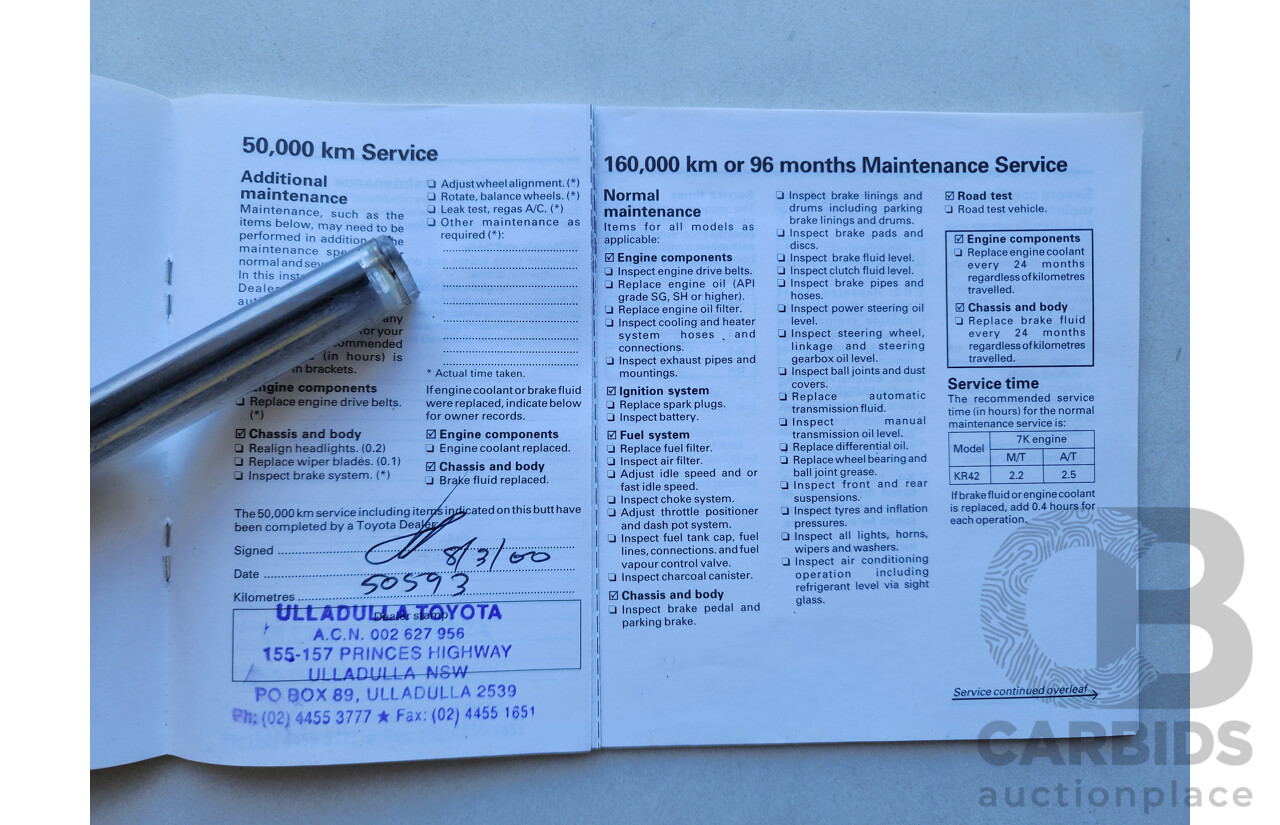 50,000 km Service
Additional
maintenance
Maintenance, such as the
items below, may need to be
performed in addition
maintenance
normal and
In this
Dealer
any
for your
(in hours) is
in brackets.
Engine components
❏ Replace engine drive belts.
(*)
☑ Chassis and body
❏ Realign headlights. (0.2)
❏ Replace wiper blades. (0.1)
❏ Inspect brake system. (*)
❏ Adjust wheel alignment. (*)
❏ Rotate, balance wheels. (*)
❏ Leak test, regas A/C. (*)
❏ Other maintenance as
required (*):
* Actual time taken.
If engine coolant or brake fluid
were replaced, indicate below
for owner records.
☑ Engine components
❏ Engine coolant replaced.
☑ Chassis and body
❏ Brake fluid replaced.
The 50,000 km service including items indicated on this butt have
been completed by a Toyota Dealer.
Signed
Date 8/3/00
Kilometres 50593
Dealer stamp
ULLADULLA TOYOTA
A.C.N. 002 627 956
155-157 PRINCES HIGHWAY
ULLADULLA NSW
PO BOX 89, ULLADULLA 2539
Ph: (02) 4455 3777 ★ Fax: (02) 4455 1651
160,000 km or 96 months Maintenance Service
Normal
maintenance
Items for all models as
applicable:
☑ Engine components
❏ Inspect engine drive belts.
❏ Replace engine oil (API
grade SG, SH or higher).
❏ Replace engine oil filter.
❏ Inspect cooling and heater
system hoses and
connections.
❏ Inspect exhaust pipes and
mountings.
☑ Ignition system
❏ Replace spark plugs.
❏ Inspect battery.
☑ Fuel system
❏ Replace fuel filter.
❏ Inspect air filter.
❏ Adjust idle speed and or
fast idle speed.
❏ Inspect choke system.
❏ Adjust throttle positioner
and dash pot system.
❏ Inspect fuel tank cap, fuel
lines, connections. and fuel
vapour control valve.
❏ Inspect charcoal canister.
☑ Chassis and body
❏ Inspect brake pedal and
parking brake.
❏ Inspect brake linings and
drums including parking
brake linings and drums.
❏ Inspect brake pads and
discs.
❏ Inspect brake fluid level.
❏ Inspect clutch fluid level.
❏ Inspect brake pipes and
hoses.
❏ Inspect power steering oil
level.
❏ Inspect steering wheel,
linkage and steering
gearbox oil level.
❏ Inspect ball joints and dust
covers.
❏ Replace automatic
transmission fluid.
❏ Inspect manual
transmission oil level.
❏ Replace differential oil.
❏ Replace wheel bearing and
ball joint grease.
❏ Inspect front and rear
suspensions.
❏ Inspect tyres and inflation
pressures.
❏ Inspect all lights, horns,
wipers and washers.
❏ Inspect air conditioning
operation including
refrigerant level via sight
glass.
☑ Road test
❏ Road test vehicle.
☑ Engine components
❏ Replace engine coolant
every 24 months
regardless of kilometres
travelled.
☑ Chassis and body
❏ Replace brake fluid
every 24 months
regardless of kilometres
travelled.
Service time
The recommended service
time (in hours) for the normal
maintenance service is:
Model 7K engine
M/T A/T
KR42 2.2 2.5
If brake fluid or engine coolant
is replaced, add 0.4 hours for
each operation.
Service continued overleaf
CB
CARBIDS
auctionplace